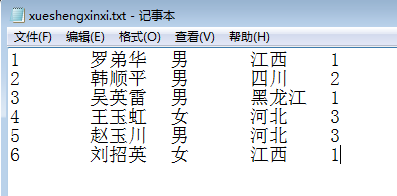 xueshengxinxi.txt - 记事本
文件(F) 编辑(E) 格式(O) 查看(V) 帮助(H)
1 罗弟华 男 江西 1
2 韩顺平 男 四川 2
3 吴英雷 男 黑龙江 1
4 王玉虹 女 河北 3
5 赵玉川 男 河北 3
6 刘招英 女 江西 1